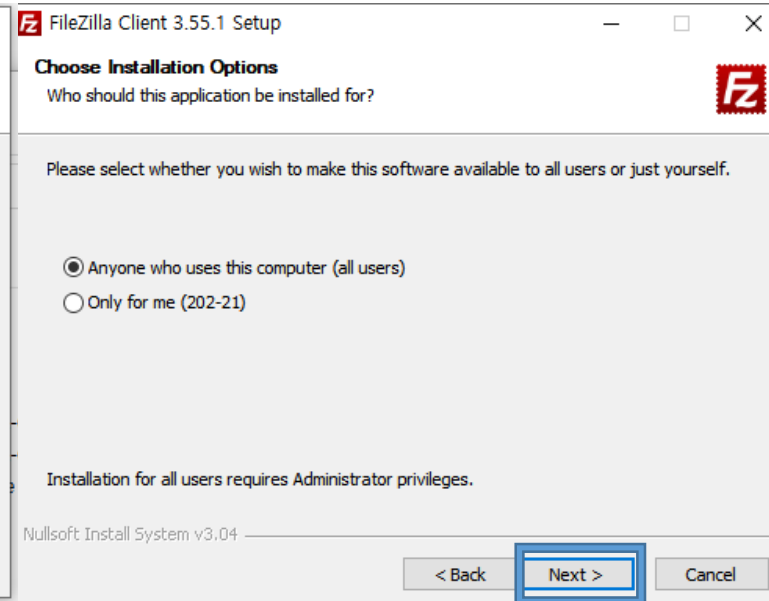 FileZilla Client 3.55.1 Setup
Choose Installation Options
Who should this application be installed for?
Fz
Please select whether you wish to make this software available to all users or just yourself.
Anyone who uses this computer (all users)
Only for me (202-21)
Installation for all users requires Administrator privileges.
Nullsoft Install System v3.04
< Back
Next >
Cancel